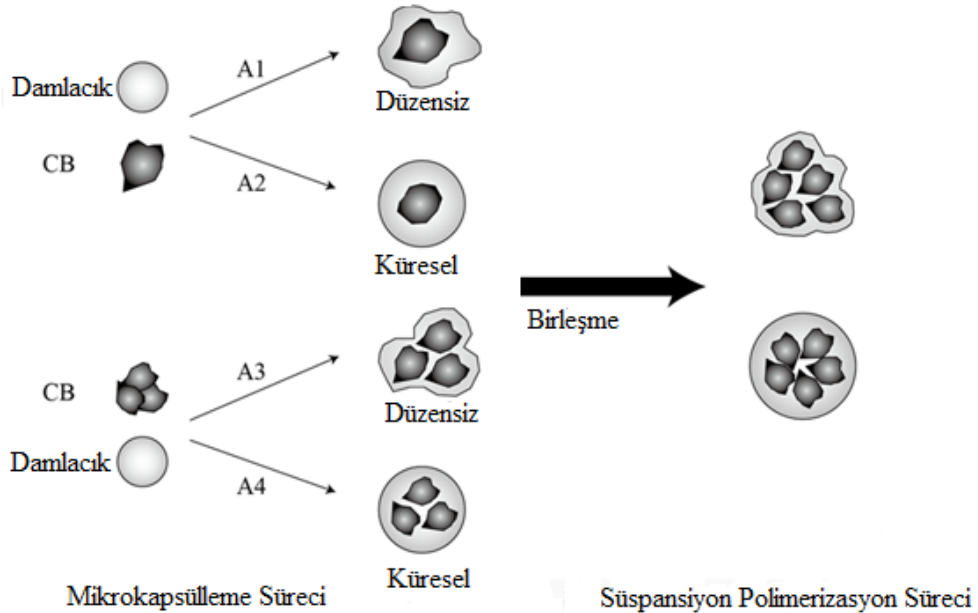 Damlacık
A1
Düzensiz
CB
A2
Küresel
Birleşme
CB
A3
Düzensiz
Damlacık
A4
Küresel
Mikrokapsülleme Süreci
Süspansiyon Polimerizasyon Süreci